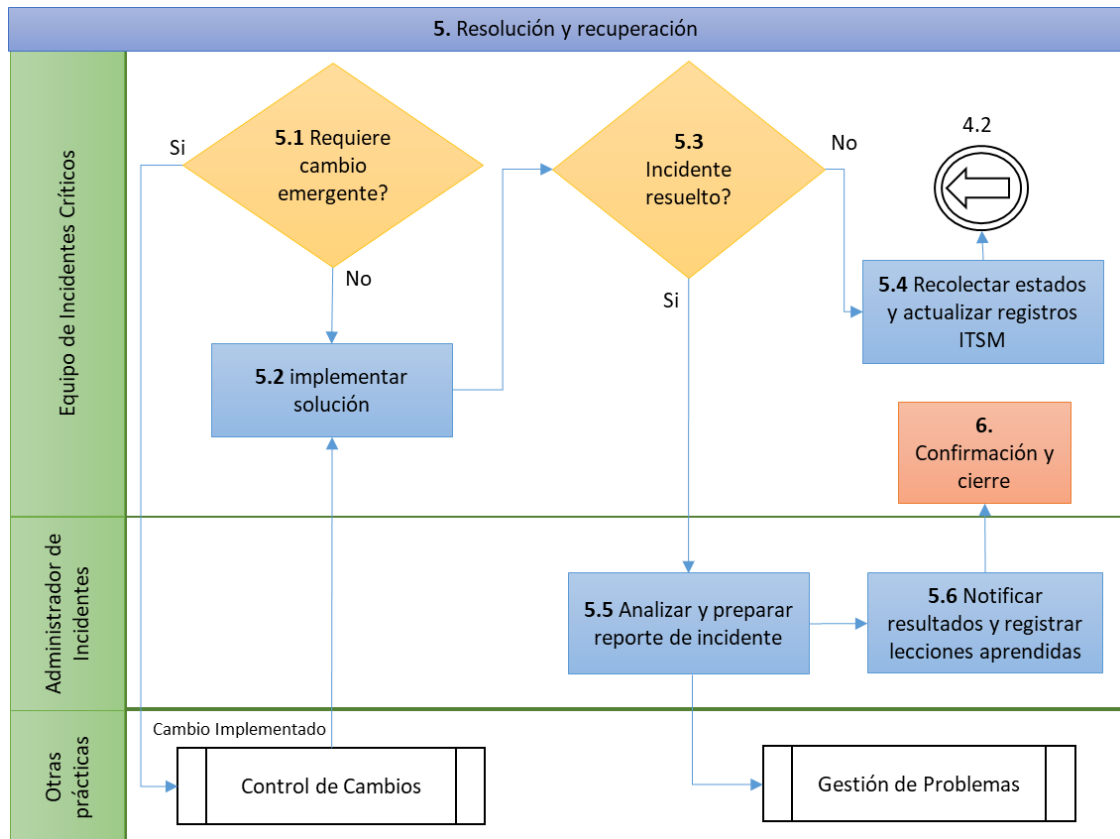 5. Resolución y recuperación
Equipo de Incidentes Críticos
Si
5.1 Requiere
cambio
emergente?
No
5.2 implementar
solución
5.3
Incidente
resuelto?
No
Si
4.2
5.4 Recolectar estados
y actualizar registros
ITSM
6.
Confirmación y
cierre
Administrador de
Incidentes
5.5 Analizar y preparar
reporte de incidente
5.6 Notificar
resultados y registrar
lecciones aprendidas
Otras
prácticas
Cambio Implementado
Control de Cambios
Gestión de Problemas